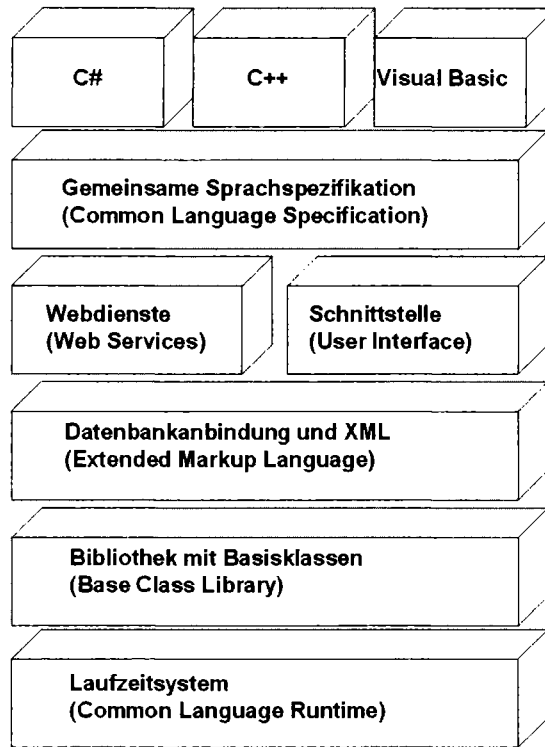 C#
C++
Visual Basic
Gemeinsame Sprachspezifikation
(Common Language Specification)
Webdienste
(Web Services)
Schnittstelle
(User Interface)
Datenbankanbindung und XML
(Extended Markup Language)
Bibliothek mit Basisklassen
(Base Class Library)
Laufzeitsystem
(Common Language Runtime)